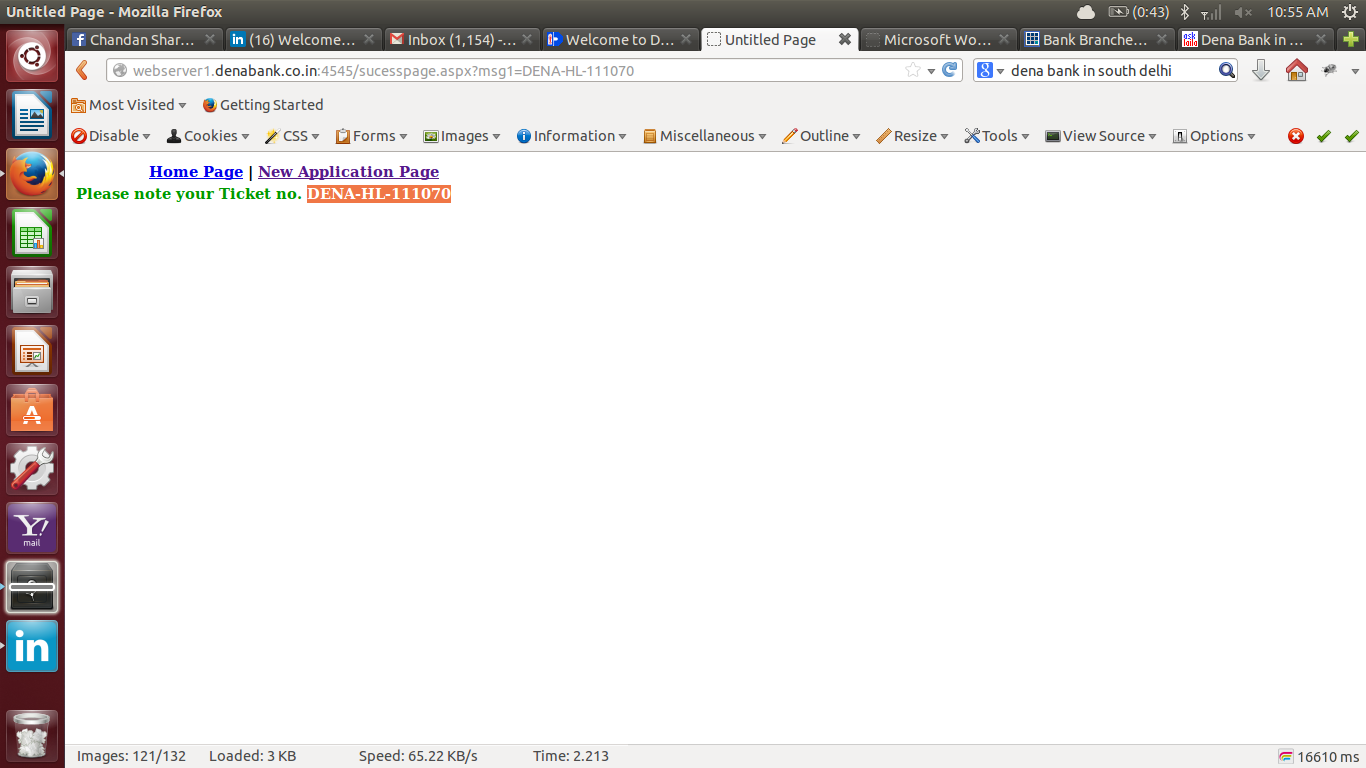 Untitled Page - Mozilla Firefox
(0:43)
10:55 AM
Chandan Shar...
(16) Welcome...
Inbox (1,154) -...
Welcome to D...
Untitled Page
Microsoft Wo...
Bank Branche...
Dena Bank in ...
webserver1.denabank.co.in:4545/sucesspage.aspx?msg1=DENA-HL-111070
dena bank in south delhi
Most Visited
Getting Started
Disable
Cookies
CSS
Forms
Images
Information
Miscellaneous
Outline
Resize
Tools
View Source
Options
Home Page | New Application Page
Please note your Ticket no. DENA-HL-111070
Y!
mail
in
Images: 121/132
Loaded: 3 KB
Speed: 65.22 KB/s
Time: 2.213
16610 ms